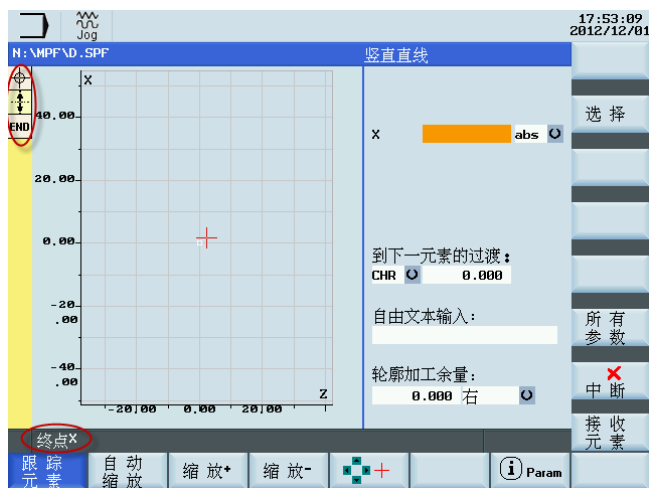 Jog
17:53:09
2012/12/01
N:\MPF\D.SPF
竖直直线
X
40.00
END
20.00
0.00
-20
.00
-40
.00
-20.00
0.00
20.00
Z
X
abs
到下一元素的过渡:
CHR
0.000
自由文本输入:
轮廓加工余量:
0.000 右
选择
所有
参数
中断
接收
元素
终点X
跟踪
元素
自动
缩放
缩放+
缩放-
i Param